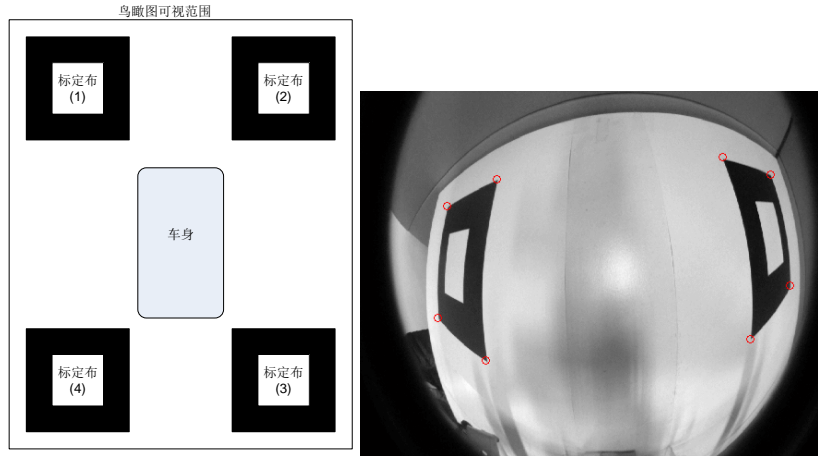 鸟瞰图可视范围
标定布
(1)
标定布
(2)
车身
标定布
(4)
标定布
(3)